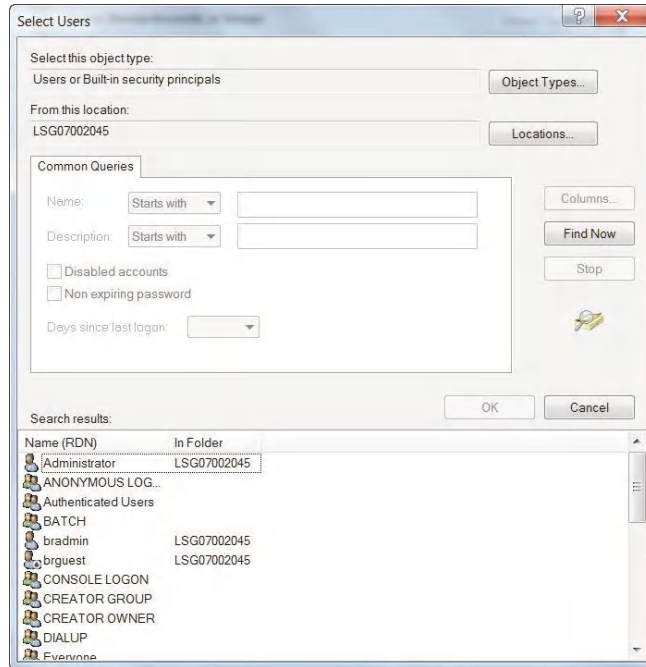 Select Users
Select this object type:
Users or Built-in security principals
Object Types...
From this location:
LSG07002045
Locations...
Common Queries
Name: Starts with
Columns...
Description: Starts with
Find Now
Disabled accounts
Stop
Non expiring password
Days since last logon:
OK Cancel
Search results:
Name (RDN) In Folder
Administrator LSG07002045
ANONYMOUS LOG...
Authenticated Users
BATCH
bradmin LSG07002045
brguest LSG07002045
CONSOLE LOGON
CREATOR GROUP
CREATOR OWNER
DIALUP
Everyone